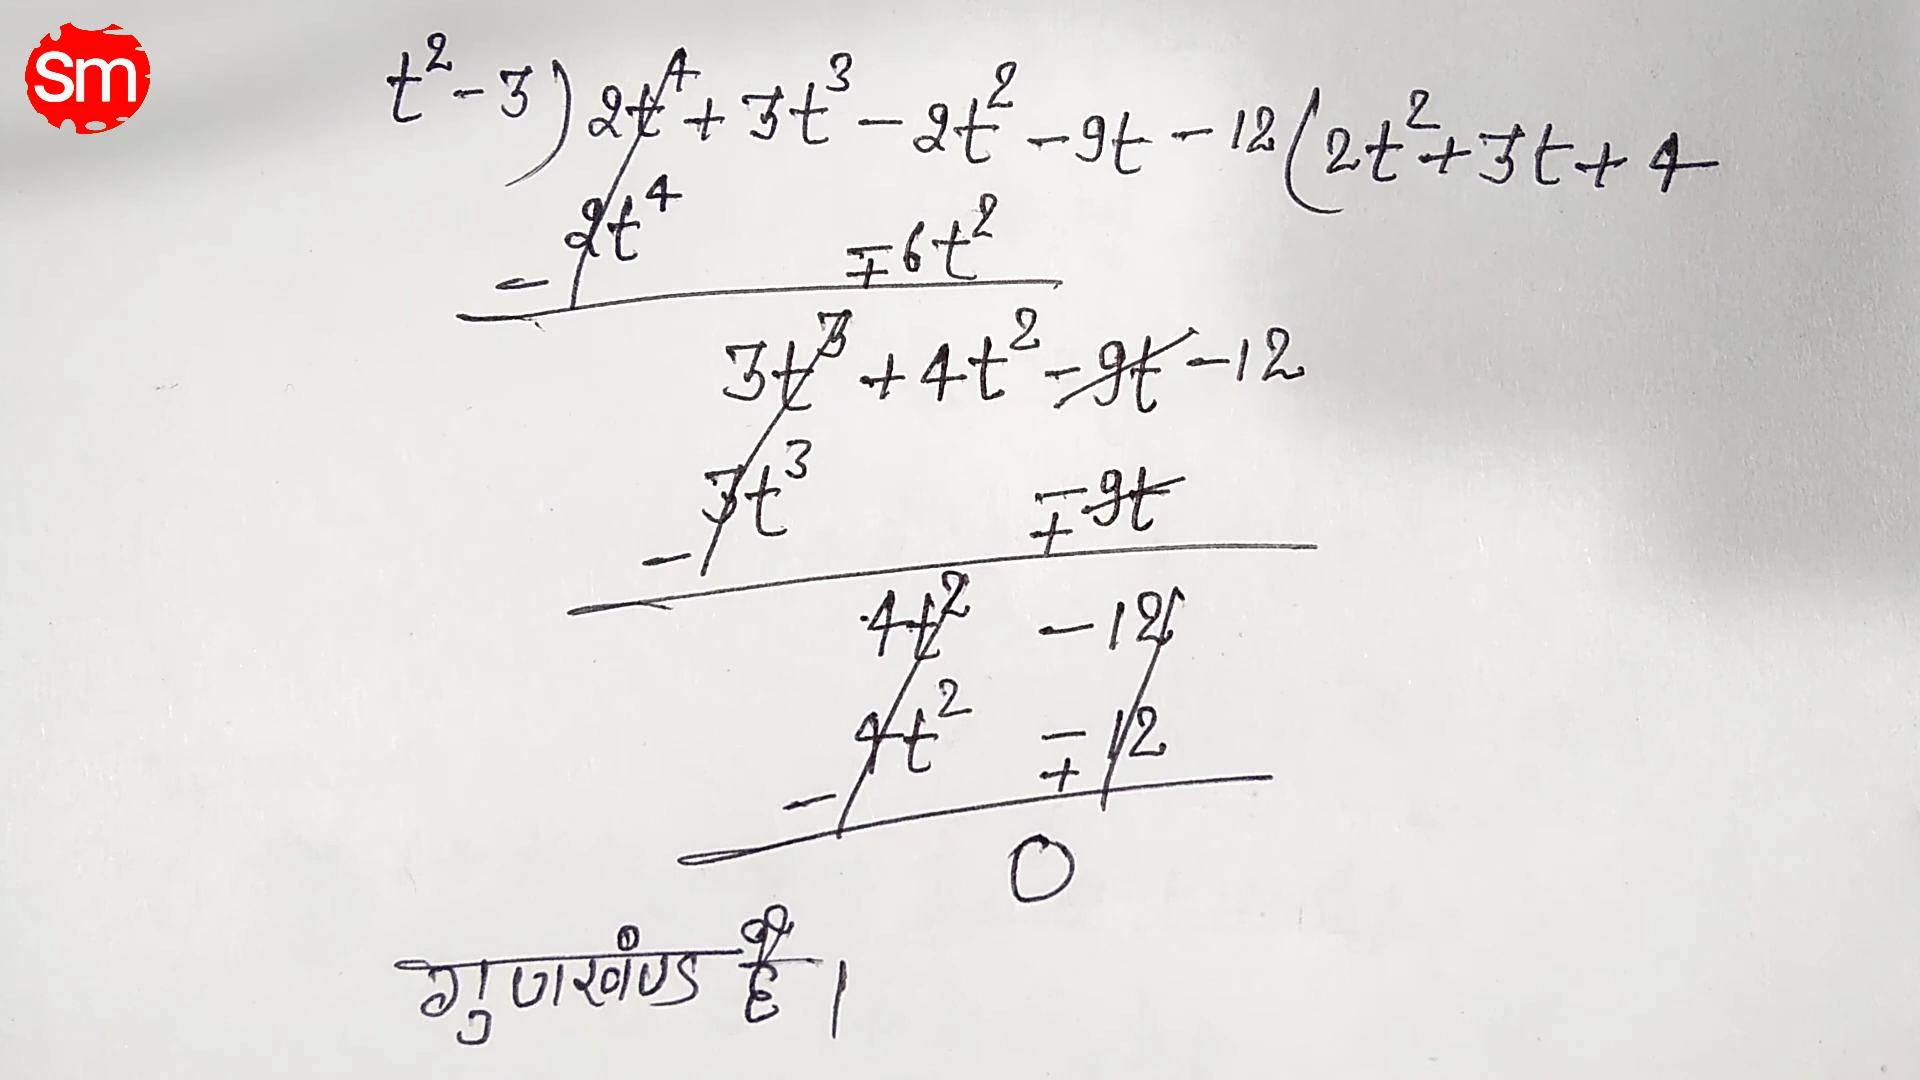 Sm
t² - 3) 2t⁴ + 3t³ - 2t² - 9t - 12 (2t² + 3t + 4
2t⁴ ∓6t²
-
3t³ + 4t² - 9t - 12
3t³ ∓9t
-
4t² - 12
4t² ∓12
-
0
गुणखंण्ड है।